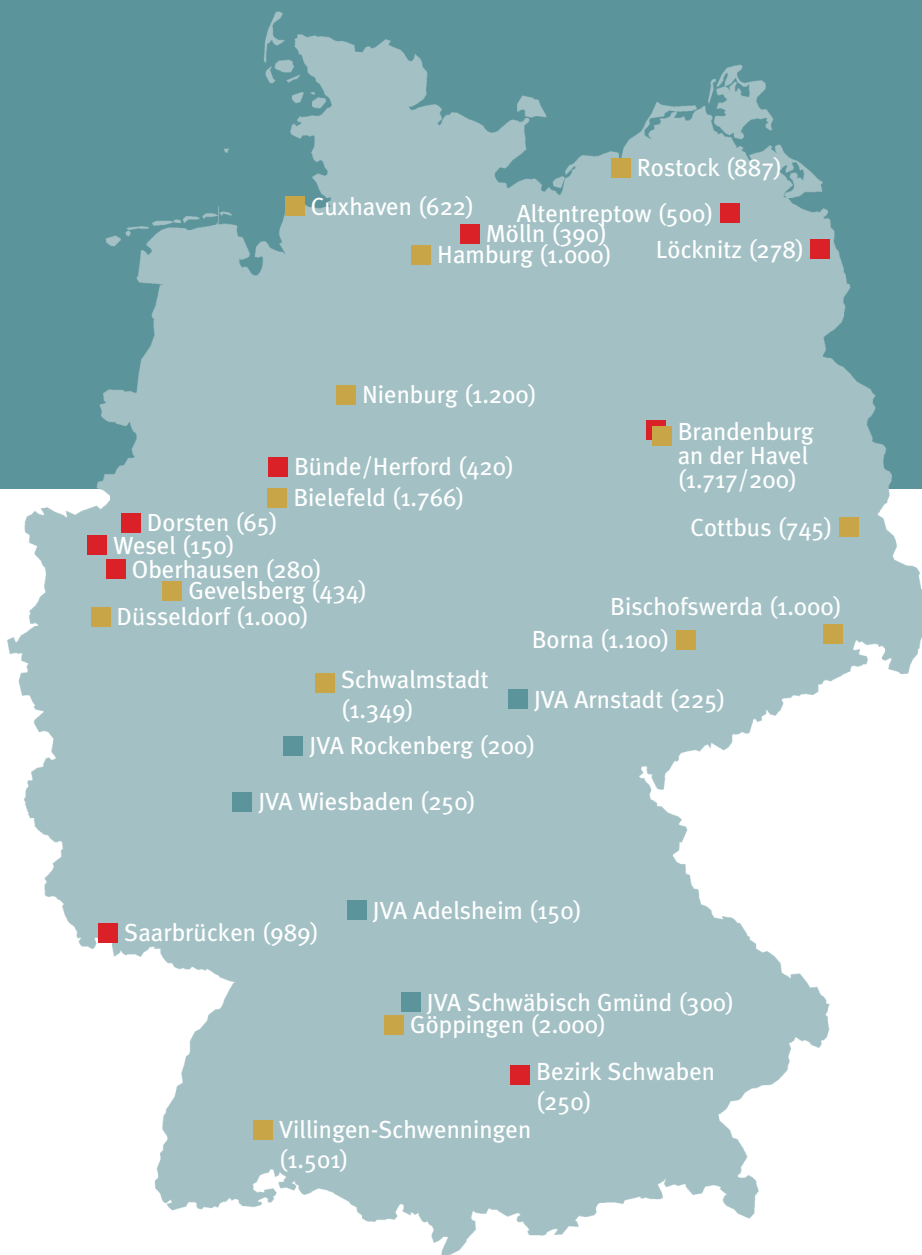 Rostock (887)
Cuxhaven (622)
Altentreptow (500)
Mölln (390)
Hamburg (1.000)
Löcknitz (278)
Nienburg (1.200)
Brandenburg
an der Havel
(1.717/200)
Bünde/Herford (420)
Bielefeld (1.766)
Dorsten (65)
Cottbus (745)
Wesel (150)
Oberhausen (280)
Gevelsberg (434)
Düsseldorf (1.000)
Bischofswerda (1.000)
Borna (1.100)
Schwalmstadt
(1.349)
JVA Arnstadt (225)
JVA Rockenberg (200)
JVA Wiesbaden (250)
JVA Adelsheim (150)
Saarbrücken (989)
JVA Schwäbisch Gmünd (300)
Göppingen (2.000)
Bezirk Schwaben
(250)
Villingen-Schwenningen
(1.501)